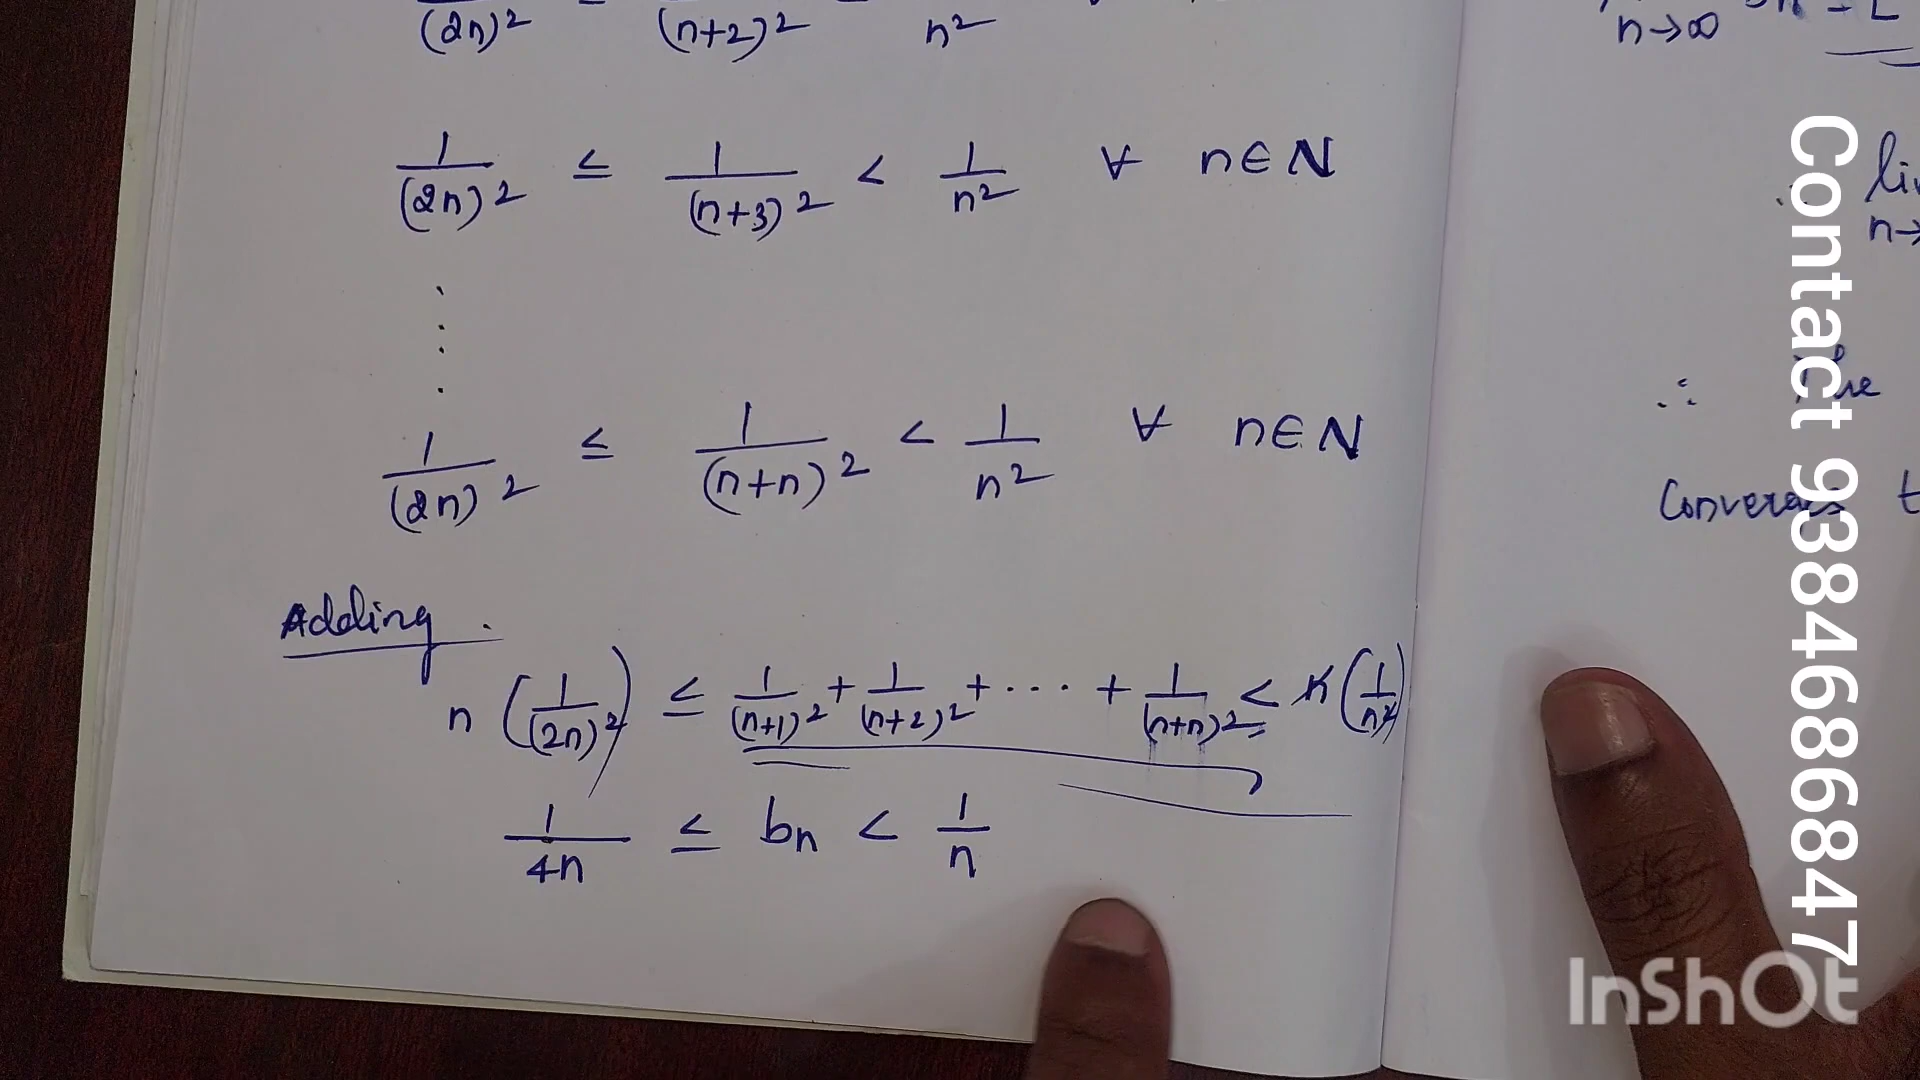 (2n)² (n+2)² n²
1/(2n)² ≤ 1/(n+3)² < 1/n² ∀ n∈N
⋮
1/(2n)² ≤ 1/(n+n)² < 1/n² ∀ n∈N
Adding
n(1/(2n)²) ≤ 1/(n+1)² + 1/(n+2)² + ... + 1/(n+n)² ≤ n(1/n²)
1/4n ≤ bn < 1/n
n→∞
∴ li
n→
∴ The
Converges t
Contact 9384686847
InShOt